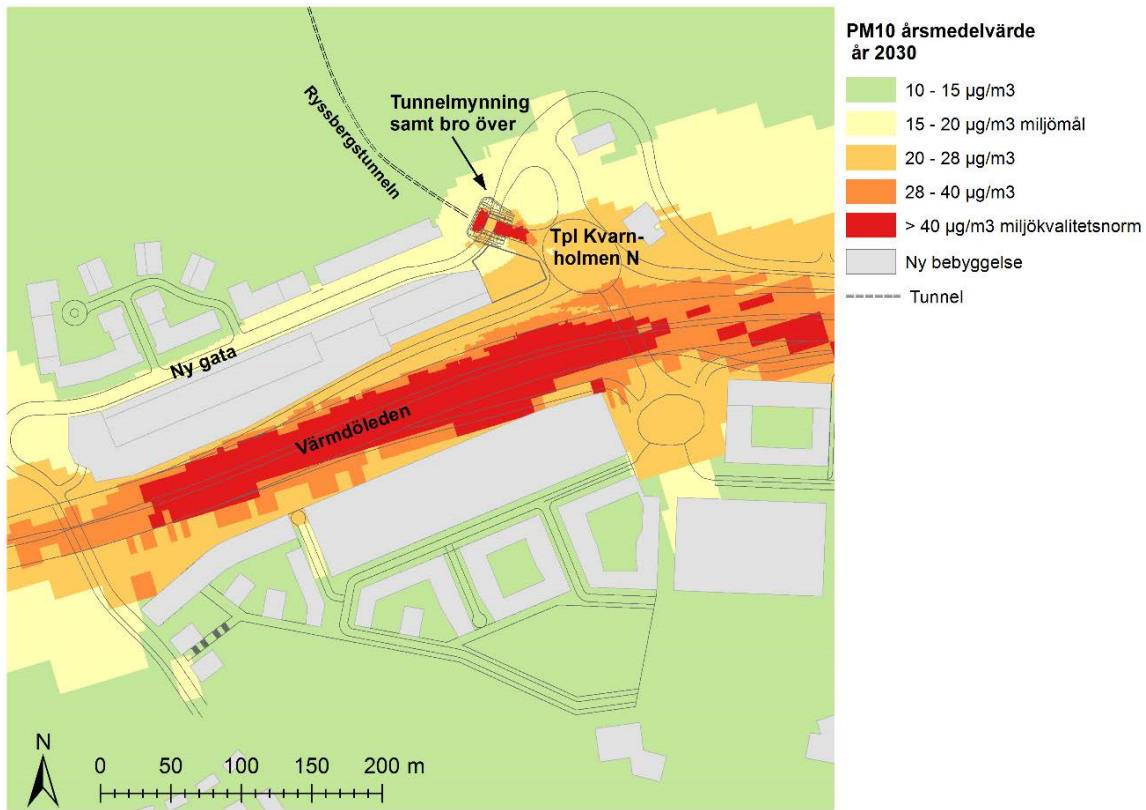 Ryssbergstunneln
Tunnelmynning
samt bro över
Tpl Kvarn-
holmen N
Ny gata
Värmdöleden
N
0 50 100 150 200 m
PM10 årsmedelvärde
år 2030
10 - 15 µg/m3
15 - 20 µg/m3 miljömål
20 - 28 µg/m3
28 - 40 µg/m3
> 40 µg/m3 miljökvalitetsnorm
Ny bebyggelse
Tunnel